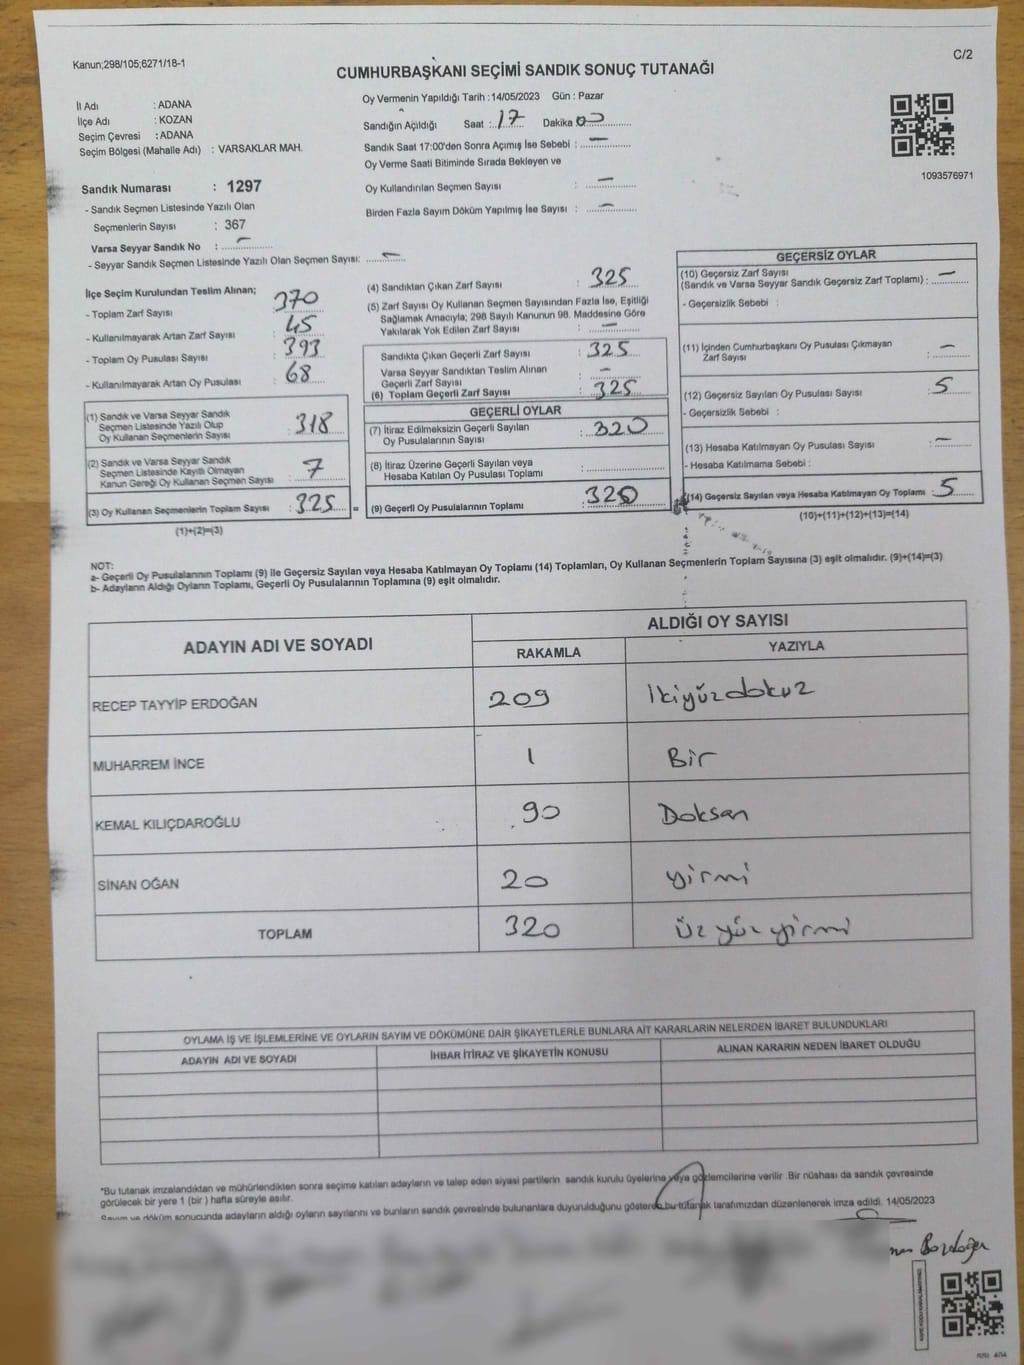 Kanun;298/105;6271/18-1
C/2
CUMHURBAŞKANI SEÇİMİ SANDIK SONUÇ TUTANAĞI
İl Adı : ADANA
İlçe Adı : KOZAN
Seçim Çevresi : ADANA
Seçim Bölgesi (Mahalle Adı) : VARSAKLAR MAH.
Sandık Numarası : 1297
- Sandık Seçmen Listesinde Yazılı Olan
Seçmenlerin Sayısı : 367
Varsa Seyyar Sandık No : –
- Seyyar Sandık Seçmen Listesinde Yazılı Olan Seçmen Sayısı: –
Oy Vermenin Yapıldığı Tarih : 14/05/2023 Gün : Pazar
Sandığın Açıldığı Saat : 17 Dakika 00
Sandık Saat 17:00'den Sonra Açımış İse Sebebi : –
Oy Verme Saati Bitiminde Sırada Bekleyen ve
Oy Kullandırılan Seçmen Sayısı : –
Birden Fazla Sayım Döküm Yapılmış İse Sayısı : –
1093576971
İlçe Seçim Kurulundan Teslim Alınan;
- Toplam Zarf Sayısı : 370
- Kullanılmayarak Artan Zarf Sayısı : 45
- Toplam Oy Pusulası Sayısı : 393
- Kullanılmayarak Artan Oy Pusulası : 68
(1) Sandık ve Varsa Seyyar Sandık
Seçmen Listesinde Yazılı Olup
Oy Kullanan Seçmenlerin Sayısı : 318
(2) Sandık ve Varsa Seyyar Sandık
Seçmen Listesinde Kayıtlı Olmayan
Kanun Gereği Oy Kullanan Seçmen Sayısı : 7
(3) Oy Kullanan Seçmenlerin Toplam Sayısı : 325 =
(1)+(2)=(3)
(4) Sandıktan Çıkan Zarf Sayısı : 325
(5) Zarf Sayısı Oy Kullanan Seçmen Sayısından Fazla İse, Eşitliği
Sağlamak Amacıyla; 298 Sayılı Kanunun 98. Maddesine Göre
Yakılarak Yok Edilen Zarf Sayısı : –
Sandıkta Çıkan Geçerli Zarf Sayısı : 325
Varsa Seyyar Sandıktan Teslim Alınan
Geçerli Zarf Sayısı : –
(6) Toplam Geçerli Zarf Sayısı : 325
GEÇERLİ OYLAR
(7) İtiraz Edilmeksizin Geçerli Sayılan
Oy Pusulalarının Sayısı : 320
(8) İtiraz Üzerine Geçerli Sayılan veya
Hesaba Katılan Oy Pusulası Toplamı :
(9) Geçerli Oy Pusulalarının Toplamı : 320
GEÇERSİZ OYLAR
(10) Geçersiz Zarf Sayısı
(Sandık ve Varsa Seyyar Sandık Geçersiz Zarf Toplamı) : –
- Geçersizlik Sebebi :
(11) İçinden Cumhurbaşkanı Oy Pusulası Çıkmayan
Zarf Sayısı : –
(12) Geçersiz Sayılan Oy Pusulası Sayısı : 5
- Geçersizlik Sebebi :
(13) Hesaba Katılmayan Oy Pusulası Sayısı : –
- Hesaba Katılmama Sebebi :
(14) Geçersiz Sayılan veya Hesaba Katılmayan Oy Toplamı : 5
(10)+(11)+(12)+(13)=(14)
NOT:
a- Geçerli Oy Pusulalarının Toplamı (9) ile Geçersiz Sayılan veya Hesaba Katılmayan Oy Toplamı (14) Toplamları, Oy Kullanan Seçmenlerin Toplam Sayısına (3) eşit olmalıdır. (9)+(14)=(3)
b- Adayların Aldığı Oyların Toplamı, Geçerli Oy Pusulalarının Toplamına (9) eşit olmalıdır.
ADAYIN ADI VE SOYADI
ALDIĞI OY SAYISI
RAKAMLA YAZIYLA
RECEP TAYYİP ERDOĞAN 209 ikiyüzdokuz
MUHARREM İNCE 1 Bir
KEMAL KILIÇDAROĞLU 90 Doksan
SİNAN OĞAN 20 yirmi
TOPLAM 320 üç yüz yirmi
OYLAMA İŞ VE İŞLEMLERİNE VE OYLARIN SAYIM VE DÖKÜMÜNE DAİR ŞİKAYETLERLE BUNLARA AİT KARARLARIN NELERDEN İBARET BULUNDUKLARI
ADAYIN ADI VE SOYADI İHBAR İTİRAZ VE ŞİKAYETİN KONUSU ALINAN KARARIN NEDEN İBARET OLDUĞU
*Bu tutanak imzalandıktan ve mühürlendikten sonra seçime katılan adayların ve talep eden siyasi partilerin sandık kurulu üyelerine veya gözlemcilerine verilir. Bir nüshası da sandık çevresinde
görülecek bir yere 1 (bir) hafta süreyle asılır.
Sayım ve döküm sonucunda adayların aldığı oyların sayılarını ve bunların sandık çevresinde bulunanlara duyurulduğunu gösteren bu tutanak tarafımızdan düzenlenerek imza edildi. 14/05/2023